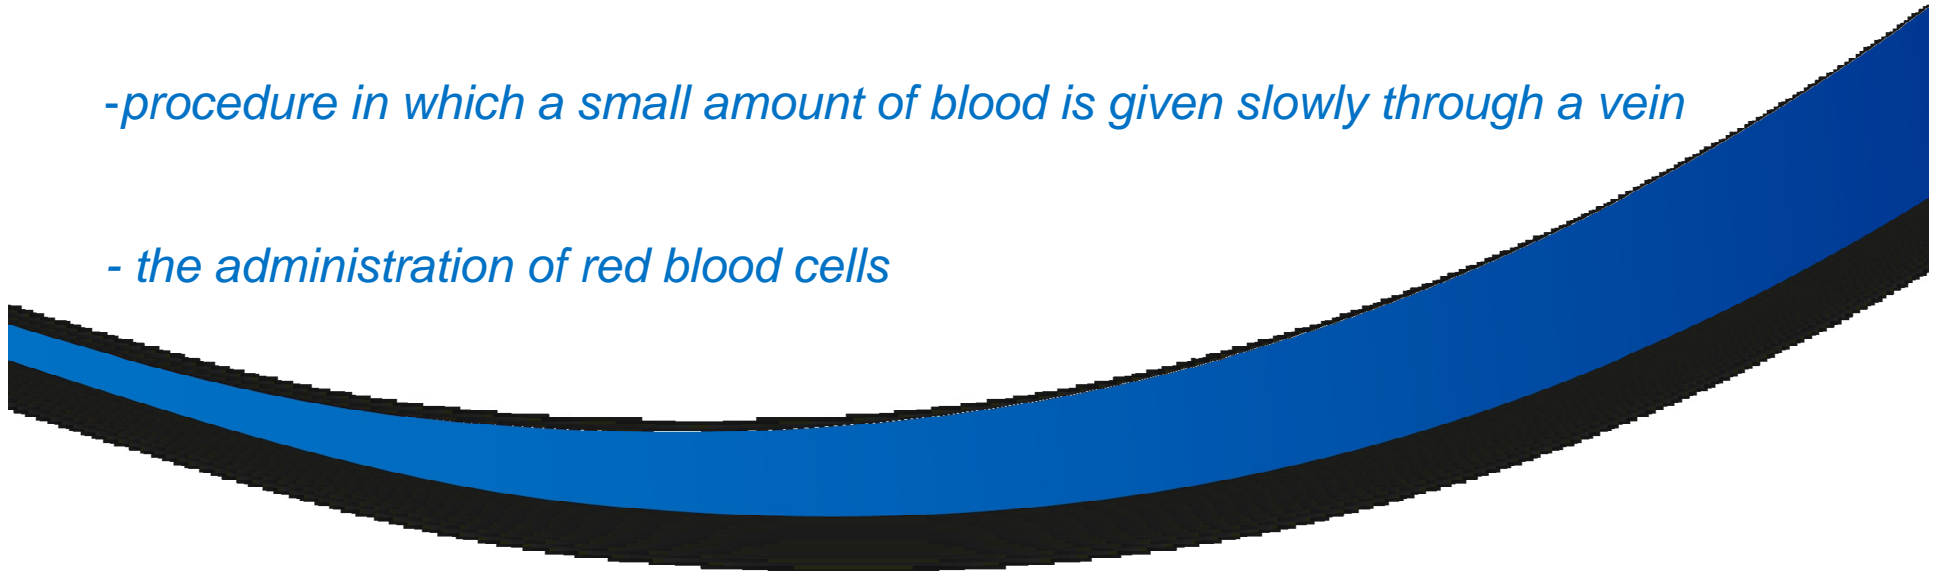 -procedure in which a small amount of blood is given slowly through a vein
- the administration of red blood cells